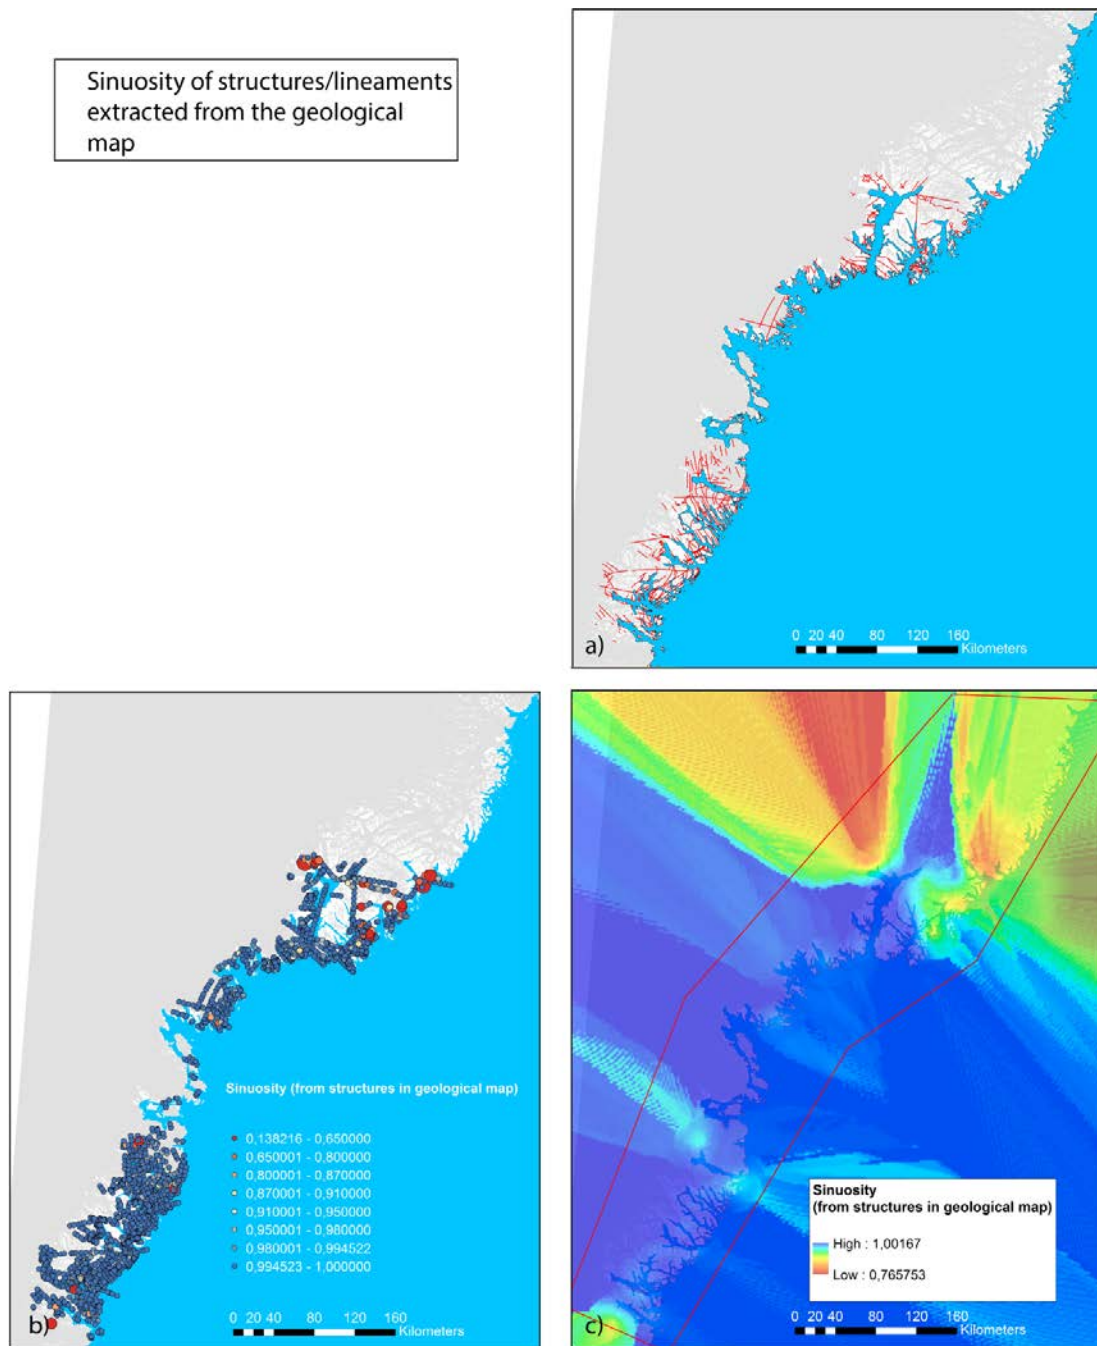 Sinuosity of structures/lineaments
extracted from the geological
map
0 20 40 80 120 160
Kilometers
a)
Sinuosity (from structures in geological map)
0,138216 - 0,650000
0,650001 - 0,800000
0,800001 - 0,870000
0,870001 - 0,910000
0,910001 - 0,950000
0,950001 - 0,980000
0,980001 - 0,994522
0,994523 - 1,000000
0 20 40 80 120 160
Kilometers
b)
Sinuosity
(from structures in geological map)
High : 1,00167
Low : 0,765753
0 20 40 80 120 160
Kilometers
c)